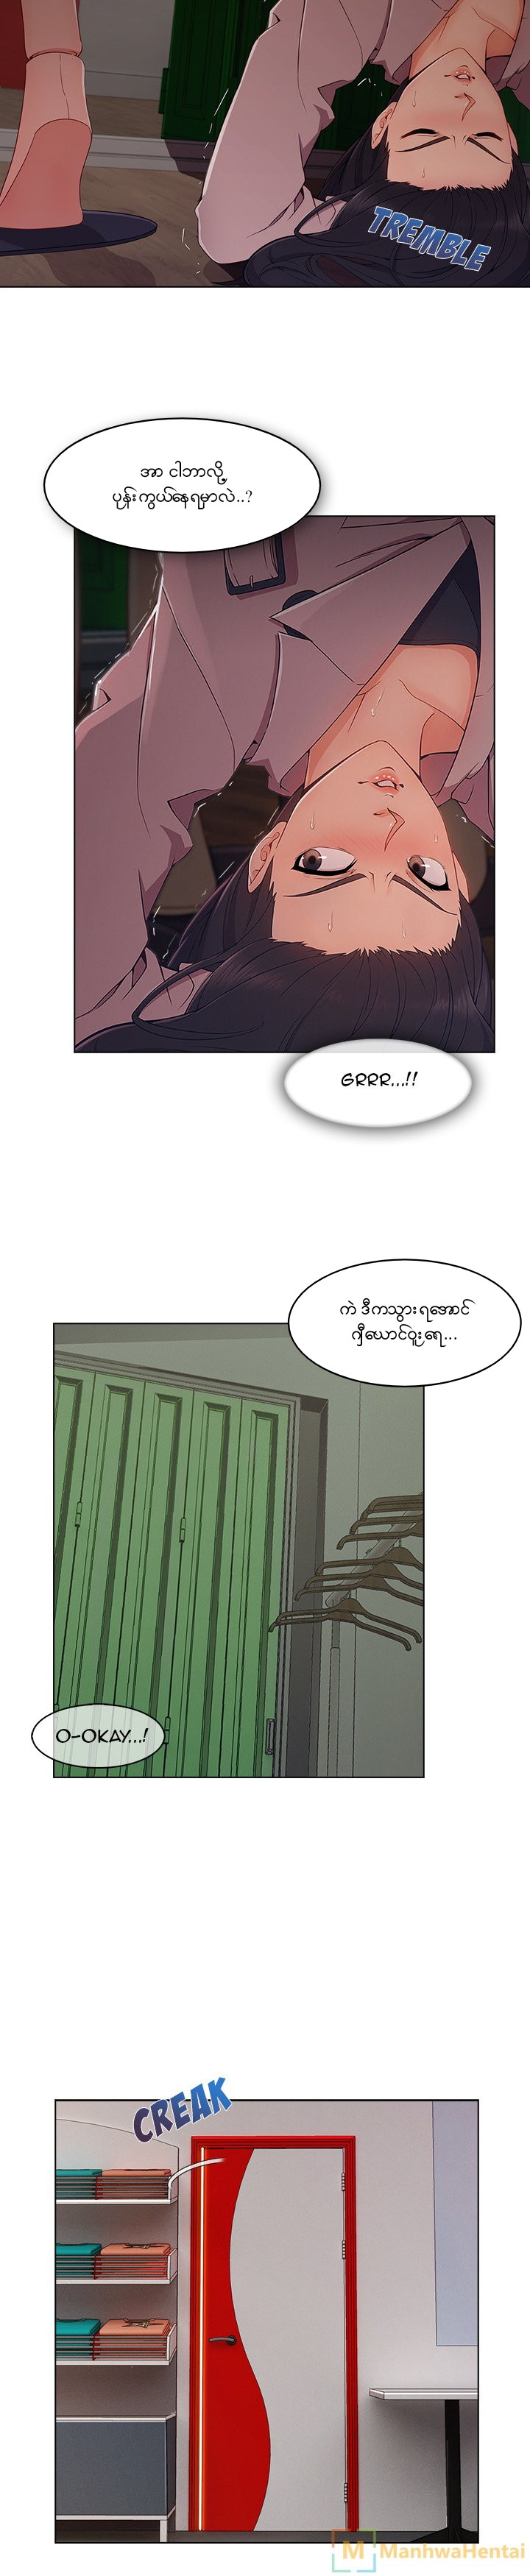 TREMBLE
အာ ငါဘာလို့
ပုန်းကွယ်နေရမှာလဲ..?
GRRR...!!
ကဲ ဒီကသွားရအောင်
ဂျီယောင်ဝူးရေ...
O-OKAY...!
CREAK
M ManhwaHentai